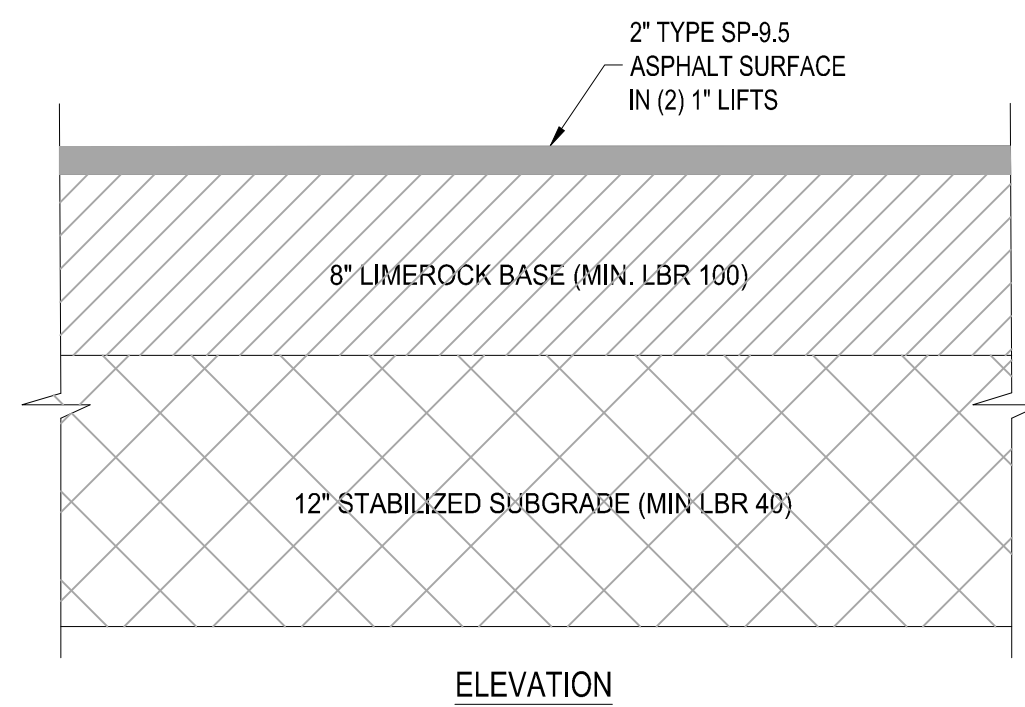 2" TYPE SP-9.5
ASPHALT SURFACE
IN (2) 1" LIFTS
8" LIMEROCK BASE (MIN. LBR 100)
12" STABILIZED SUBGRADE (MIN LBR 40)
ELEVATION